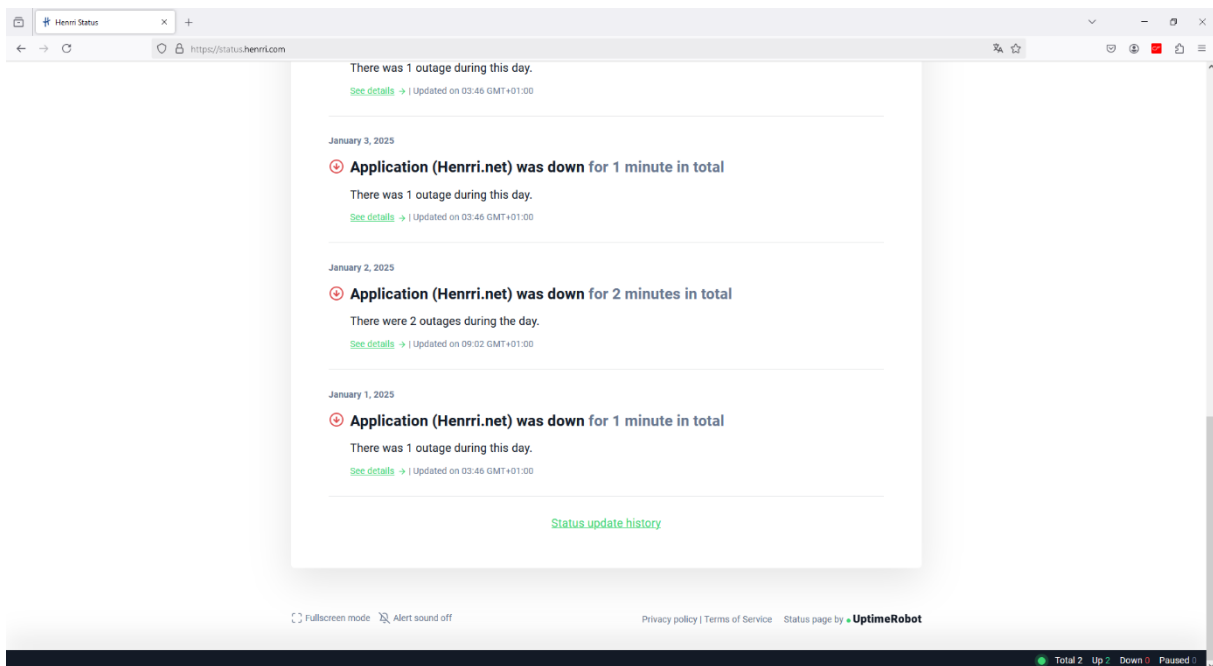 Henrri Status
https://status.henrri.com
There was 1 outage during this day.
See details → | Updated on 03:46 GMT+01:00
January 3, 2025
Application (Henrri.net) was down for 1 minute in total
There was 1 outage during this day.
See details → | Updated on 03:46 GMT+01:00
January 2, 2025
Application (Henrri.net) was down for 2 minutes in total
There were 2 outages during the day.
See details → | Updated on 09:02 GMT+01:00
January 1, 2025
Application (Henrri.net) was down for 1 minute in total
There was 1 outage during this day.
See details → | Updated on 03:46 GMT+01:00
Status update history
Fullscreen mode Alert sound off Privacy policy | Terms of Service Status page by UptimeRobot
Total 2 Up 2 Down 0 Paused 0